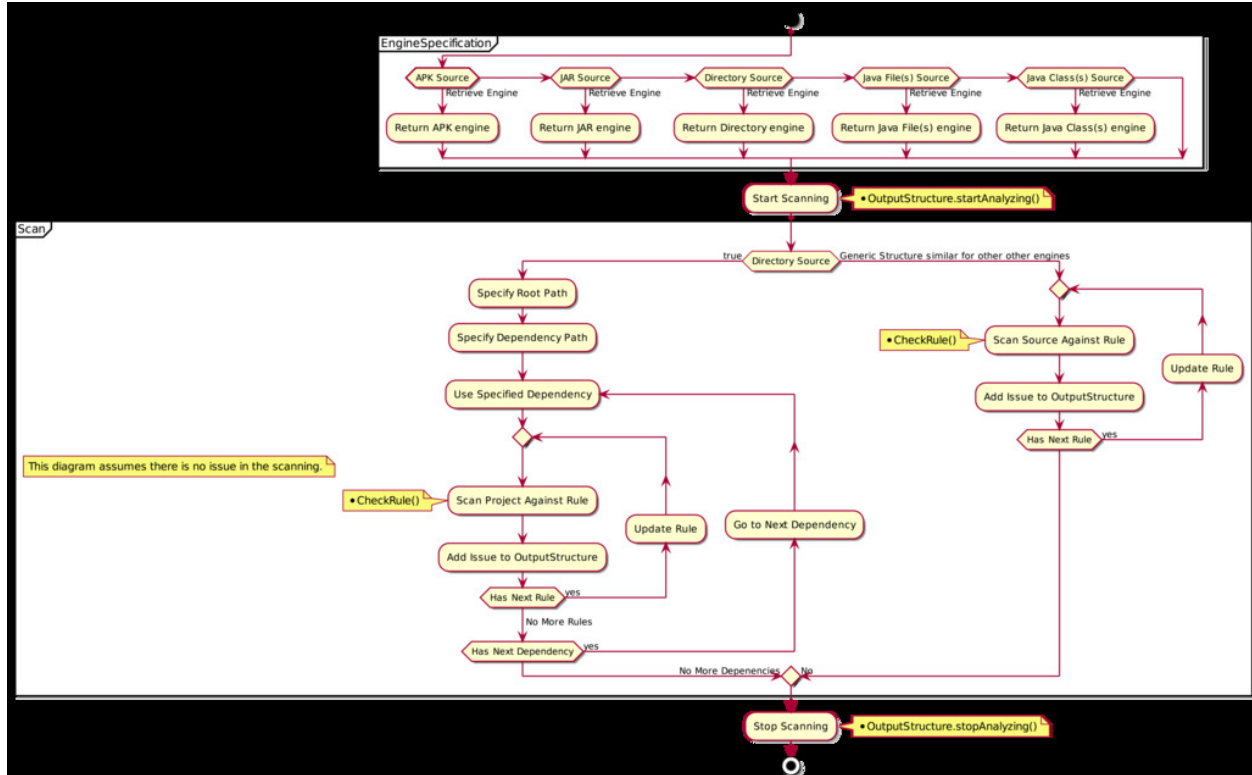 EngineSpecification
APK Source
JAR Source
Directory Source
Java File(s) Source
Java Class(s) Source
Retrieve Engine
Retrieve Engine
Retrieve Engine
Retrieve Engine
Retrieve Engine
Return APK engine
Return JAR engine
Return Directory engine
Return Java File(s) engine
Return Java Class(s) engine
Start Scanning
• OutputStructure.startAnalyzing()
Scan
true
Directory Source
Generic Structure similar for other other engines
Specify Root Path
Specify Dependency Path
Use Specified Dependency
• CheckRule()
Scan Source Against Rule
Update Rule
Add Issue to OutputStructure
Has Next Rule
yes
This diagram assumes there is no issue in the scanning.
• CheckRule()
Scan Project Against Rule
Update Rule
Go to Next Dependency
Add Issue to OutputStructure
Has Next Rule
yes
No More Rules
Has Next Dependency
yes
No More Depenencies
No
Stop Scanning
• OutputStructure.stopAnalyzing()